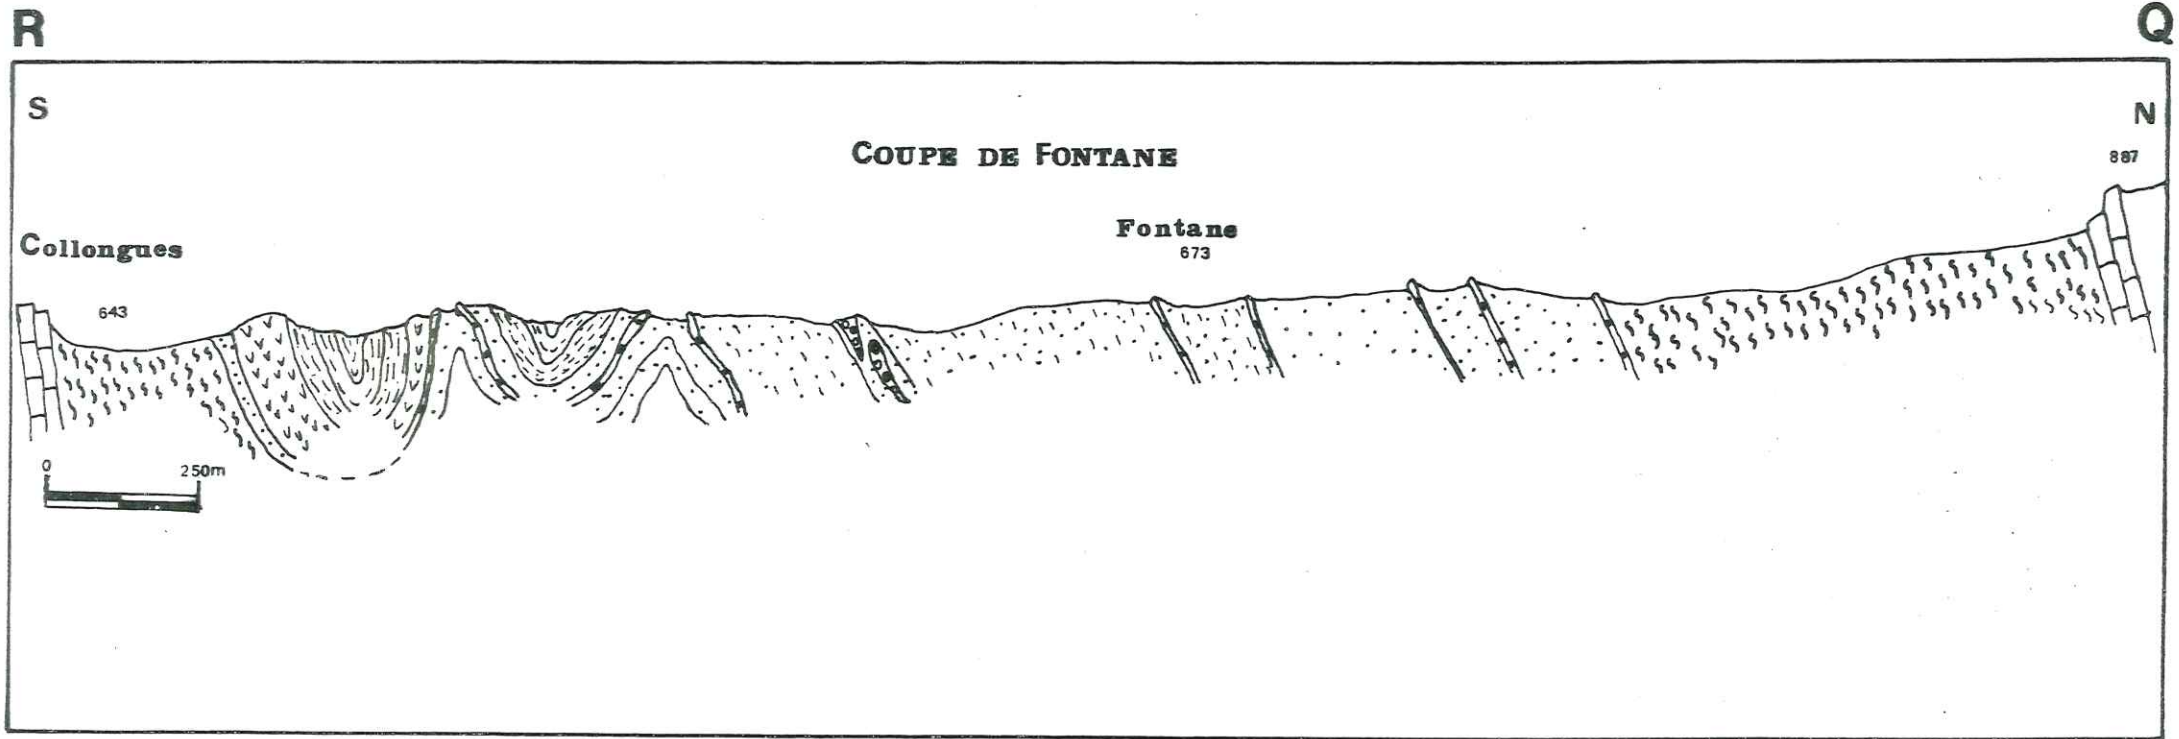 R Q
S N
COUPE DE FONTANE
887
Fontane
673
Collongues
643
0 250m